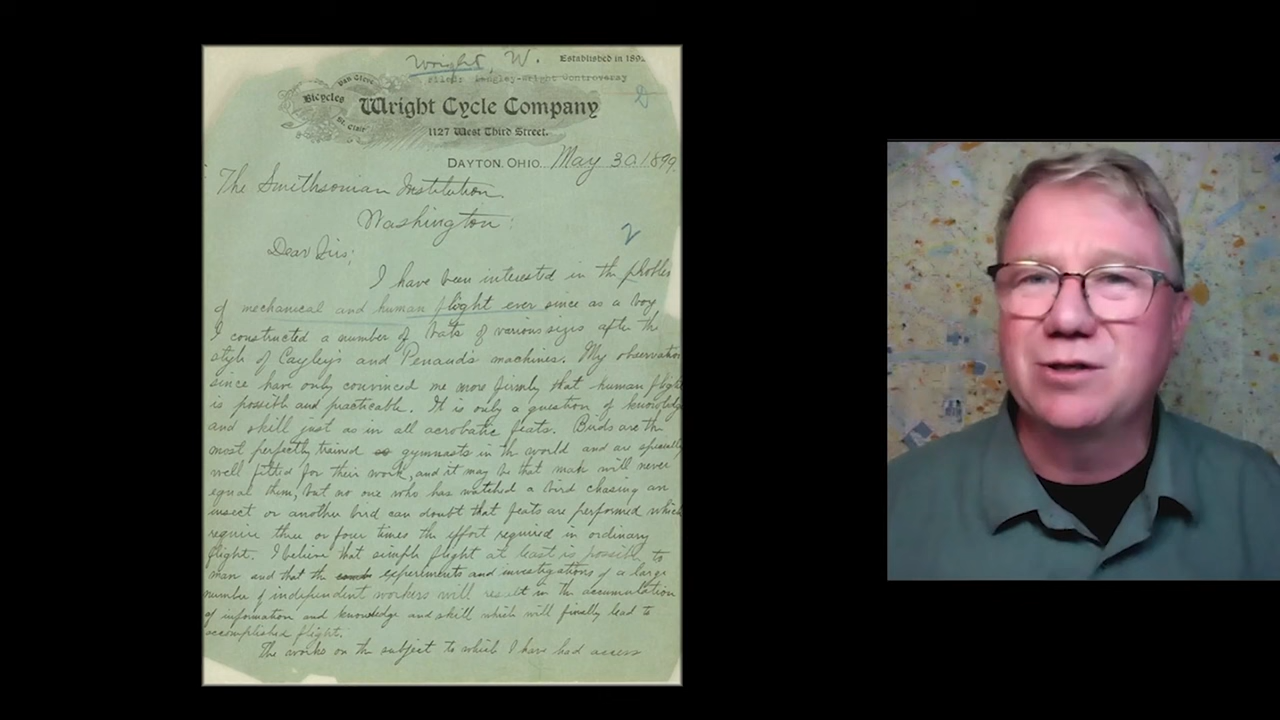 Wright, W.
Established in 189
File: Langley-Wright Controversy
Van Cleve
Bicycles
St. Clair
Wright Cycle Company
1127 West Third Street.
DAYTON, OHIO. May 30, 1899.
The Smithsonian Institution.
Washington:
2
Dear Sirs;
I have been interested in the problem
of mechanical and human flight ever since as a boy
I constructed a number of bats of various sizes after the
style of Cayley's and Penaud's machines. My observations
since have only convinced me more firmly that human flight
is possible and practicable. It is only a question of knowledge
and skill just as in all acrobatic feats. Birds are the
most perfectly trained gymnasts in the world and are specially
well fitted for their work, and it may be that man will never
equal them, but no one who has watched a bird chasing an
insect or another bird can doubt that feats are performed which
require three or four times the effort required in ordinary
flight. I believe that simple flight at least is possible to
man and that the experiments and investigations of a large
number of independent workers will result in the accumulation
of information and knowledge and skill which will finally lead to
accomplished flight.
The works on the subject to which I have had access